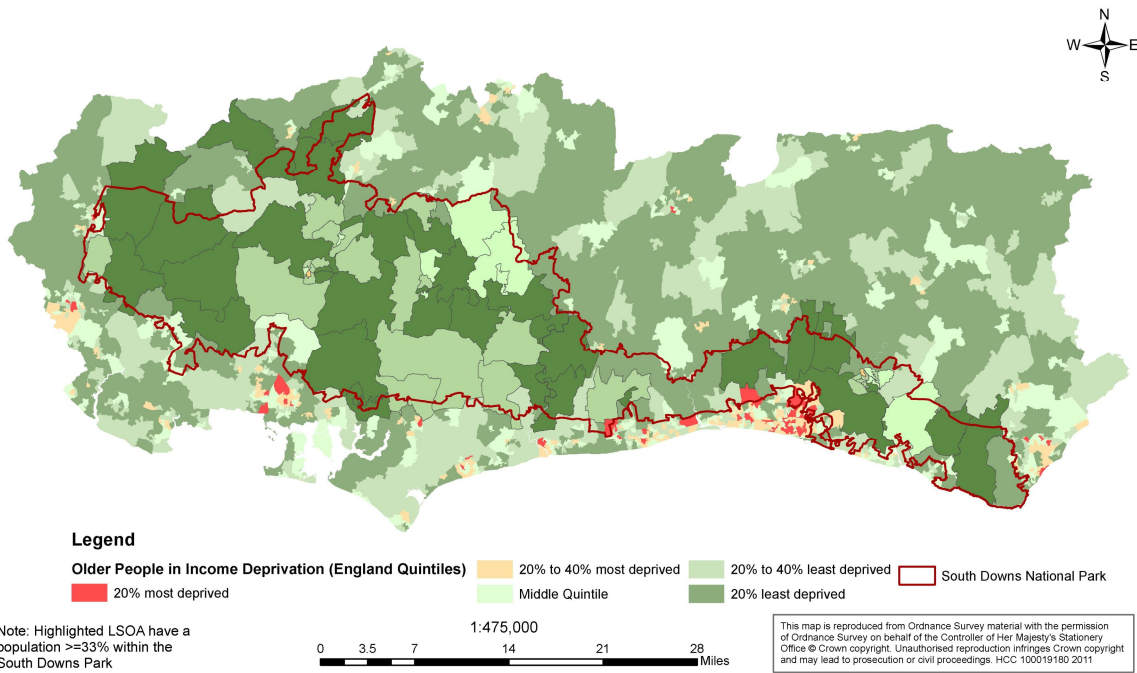 N
W E
S
Legend
Older People in Income Deprivation (England Quintiles)
20% most deprived
20% to 40% most deprived
Middle Quintile
20% to 40% least deprived
20% least deprived
South Downs National Park
Note: Highlighted LSOA have a
population >=33% within the
South Downs Park
1:475,000
0 3.5 7 14 21 28
Miles
This map is reproduced from Ordnance Survey material with the permission
of Ordnance Survey on behalf of the Controller of Her Majesty's Stationery
Office © Crown copyright. Unauthorised reproduction infringes Crown copyright
and may lead to prosecution or civil proceedings. HCC 100019180 2011